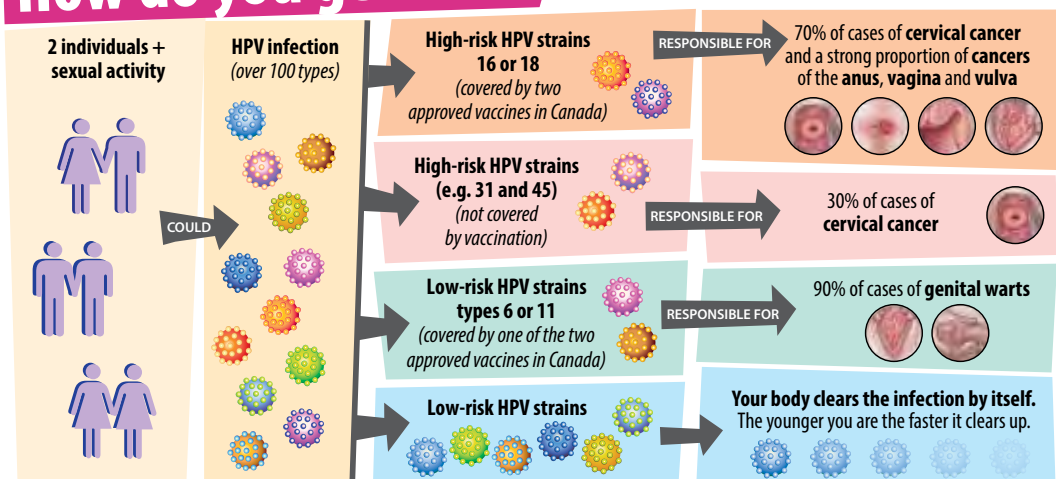 2 individuals +
sexual activity
COULD
HPV infection
(over 100 types)
High-risk HPV strains
16 or 18
(covered by two
approved vaccines in Canada)
RESPONSIBLE FOR
70% of cases of cervical cancer
and a strong proportion of cancers
of the anus, vagina and vulva
High-risk HPV strains
(e.g. 31 and 45)
(not covered
by vaccination)
RESPONSIBLE FOR
30% of cases of
cervical cancer
Low-risk HPV strains
types 6 or 11
(covered by one of the two
approved vaccines in Canada)
RESPONSIBLE FOR
90% of cases of genital warts
Low-risk HPV strains
Your body clears the infection by itself.
The younger you are the faster it clears up.